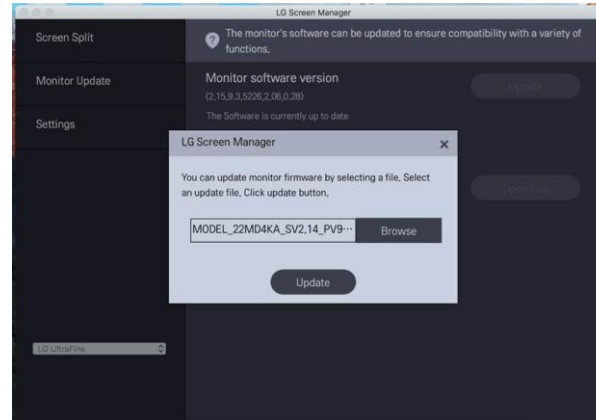 LG Screen Manager
Screen Split
Monitor Update
Settings
LG UltraFine
? The monitor's software can be updated to ensure compatibility with a variety of
functions,
Monitor software version
(2,15,9,3,5226,2,06,0,28)
Update
The Software is currently up to date
Open File
LG Screen Manager
You can update monitor firmware by selecting a file, Select
an update file, Click update button,
MODEL_22MD4KA_SV2,14_PV9···
Browse
Update